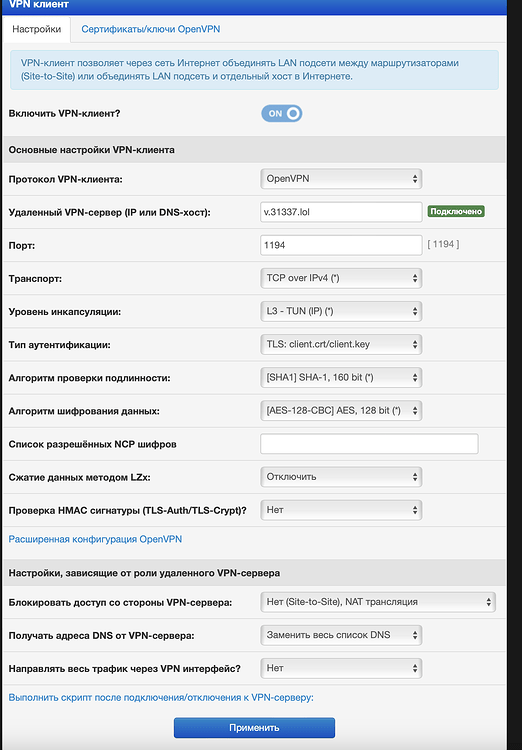 VPN клиент
Настройки
Сертификаты/ключи OpenVPN
VPN-клиент позволяет через сеть Интернет объединять LAN подсети между маршрутизаторами
(Site-to-Site) или объединять LAN подсеть и отдельный хост в Интернете.
Включить VPN-клиент? ON
Основные настройки VPN-клиента
Протокол VPN-клиента: OpenVPN
Удаленный VPN-сервер (IP или DNS-хост): v.31337.lol Подключено
Порт: 1194 [ 1194 ]
Транспорт: TCP over IPv4 (*)
Уровень инкапсуляции: L3 - TUN (IP) (*)
Тип аутентификации: TLS: client.crt/client.key
Алгоритм проверки подлинности: [SHA1] SHA-1, 160 bit (*)
Алгоритм шифрования данных: [AES-128-CBC] AES, 128 bit (*)
Список разрешённых NCP шифров
Сжатие данных методом LZx: Отключить
Проверка HMAC сигнатуры (TLS-Auth/TLS-Crypt)? Нет
Расширенная конфигурация OpenVPN
Настройки, зависящие от роли удаленного VPN-сервера
Блокировать доступ со стороны VPN-сервера: Нет (Site-to-Site), NAT трансляция
Получать адреса DNS от VPN-сервера: Заменить весь список DNS
Направлять весь трафик через VPN интерфейс? Нет
Выполнить скрипт после подключения/отключения к VPN-серверу:
Применить